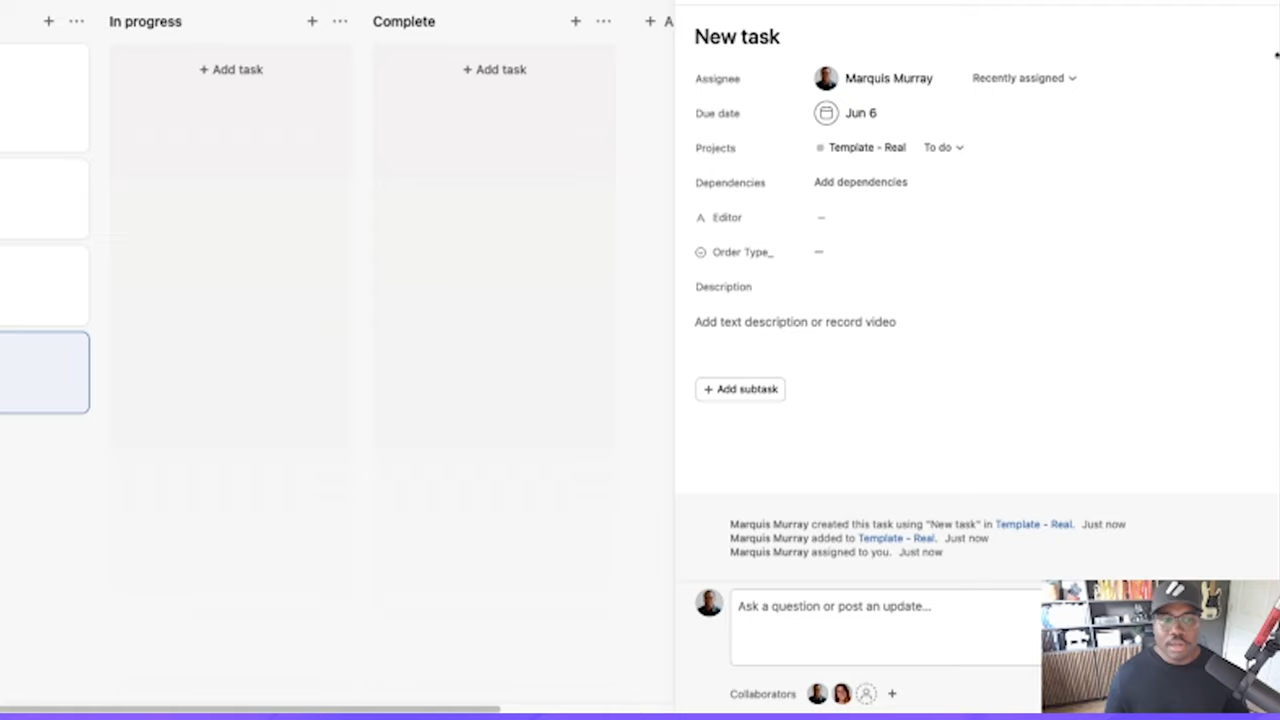 + ... In progress + ... Complete + ... + A
+ Add task + Add task
New task
Assignee Marquis Murray Recently assigned
Due date Jun 6
Projects Template - Real To do
Dependencies Add dependencies
A Editor –
Order Type_ —
Description
Add text description or record video
+ Add subtask
Marquis Murray created this task using "New task" in Template - Real. Just now
Marquis Murray added to Template - Real. Just now
Marquis Murray assigned to you. Just now
Ask a question or post an update...
Collaborators +